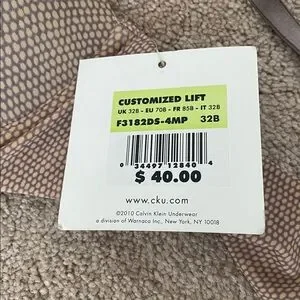 CUSTOMIZED LIFT
UK 32B - EU 70B - FR 85B - IT 32B
F3182DS-4MP 32B
0 34497 12840 4
$ 40.00
www.cku.com
©2010 Calvin Klein Underwear
a division of Warnaco Inc., New York, NY 10018